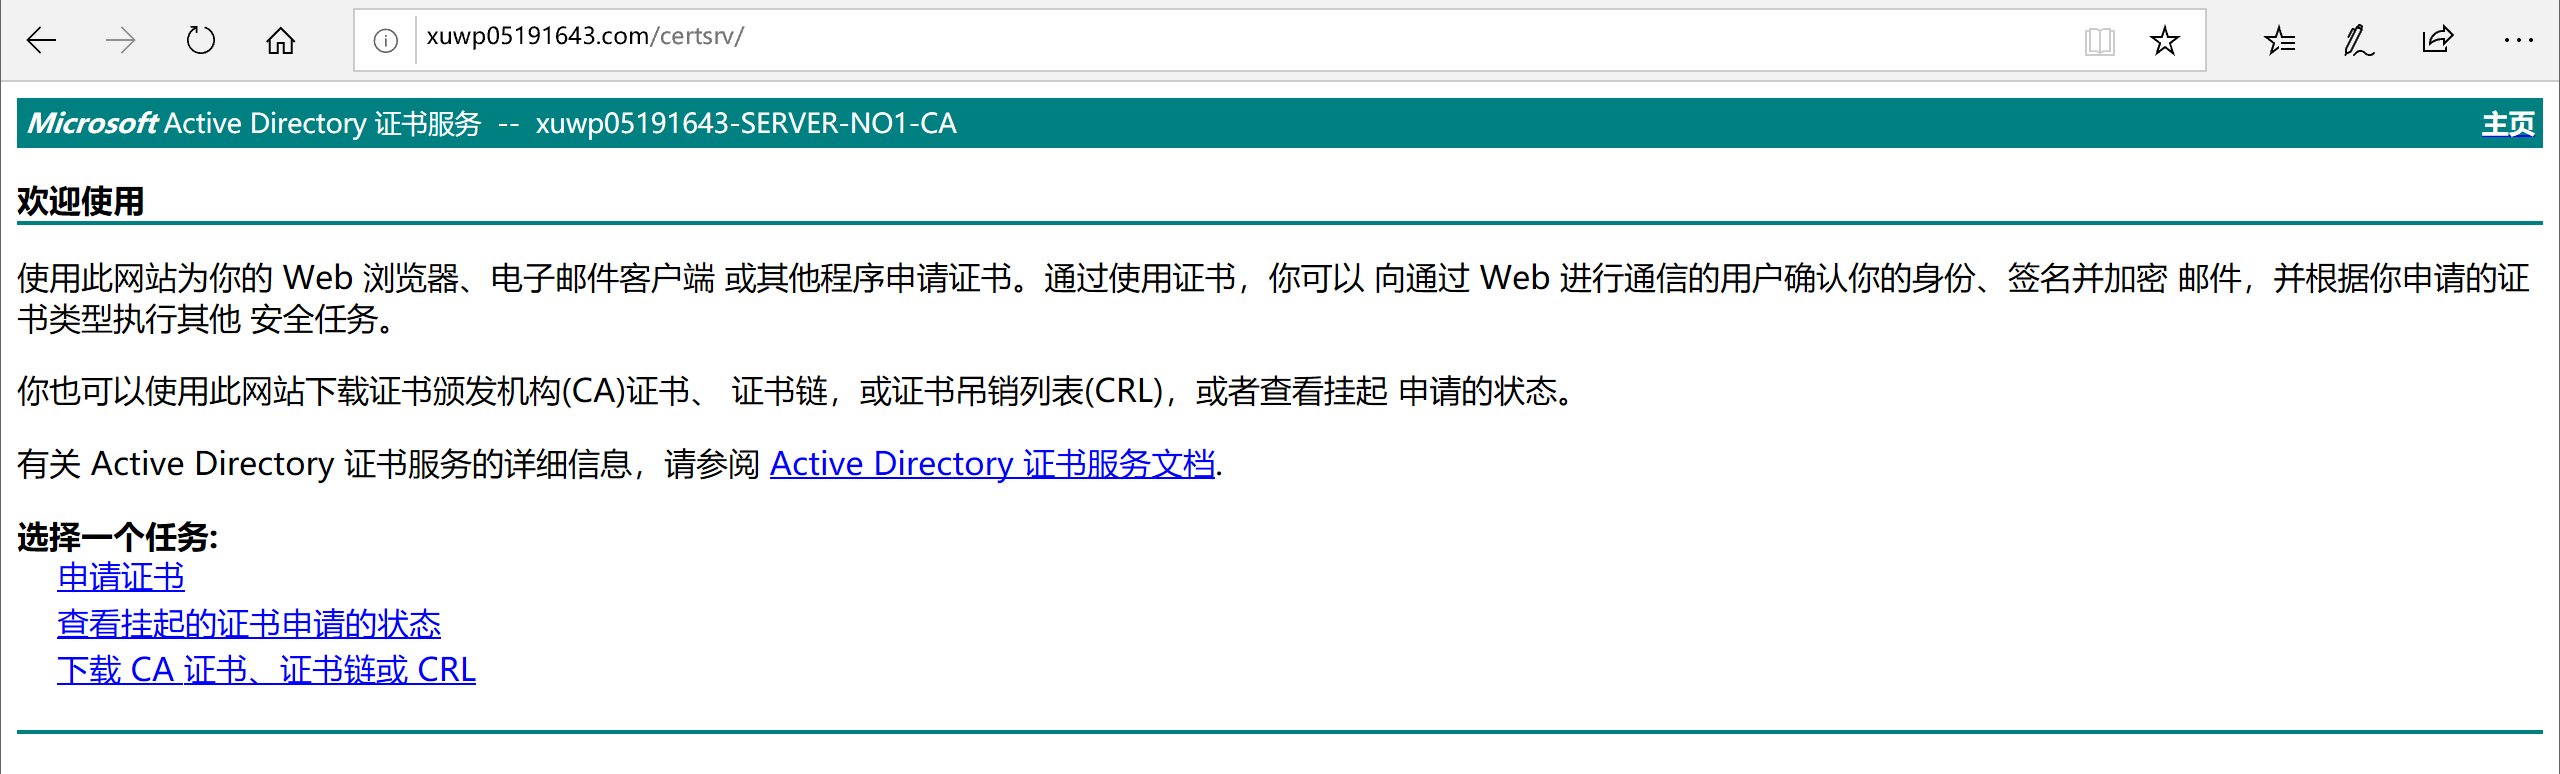 xuwp05191643.com/certsrv/
Microsoft Active Directory 证书服务 -- xuwp05191643-SERVER-NO1-CA 主页
欢迎使用
使用此网站为你的 Web 浏览器、电子邮件客户端 或其他程序申请证书。通过使用证书，你可以 向通过 Web 进行通信的用户确认你的身份、签名并加密 邮件，并根据你申请的证
书类型执行其他 安全任务。
你也可以使用此网站下载证书颁发机构(CA)证书、 证书链，或证书吊销列表(CRL)，或者查看挂起 申请的状态。
有关 Active Directory 证书服务的详细信息，请参阅 Active Directory 证书服务文档.
选择一个任务:
申请证书
查看挂起的证书申请的状态
下载 CA 证书、证书链或 CRL